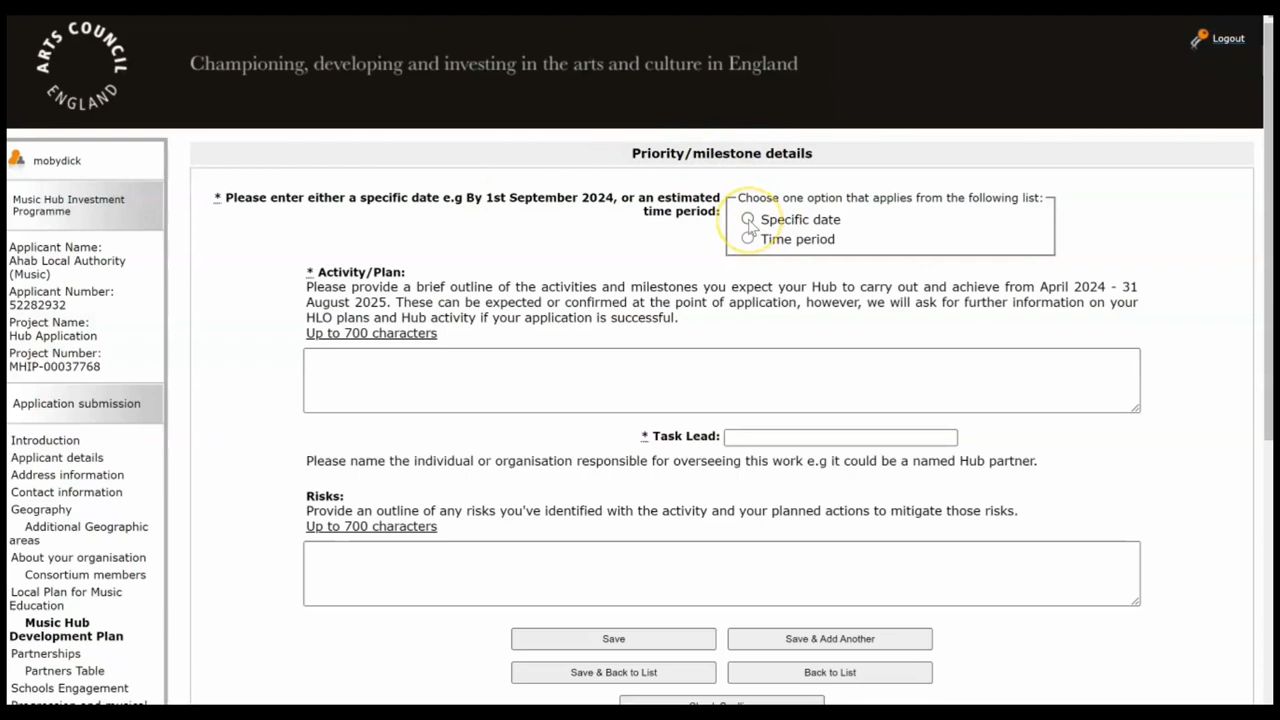 ARTS COUNCIL
ENGLAND
Championing, developing and investing in the arts and culture in England
Logout
mobydick
Music Hub Investment
Programme
Applicant Name:
Ahab Local Authority
(Music)
Applicant Number:
52282932
Project Name:
Hub Application
Project Number:
MHIP-00037768
Application submission
Introduction
Applicant details
Address information
Contact information
Geography
Additional Geographic
areas
About your organisation
Consortium members
Local Plan for Music
Education
Music Hub
Development Plan
Partnerships
Partners Table
Schools Engagement
Priority/milestone details
* Please enter either a specific date e.g By 1st September 2024, or an estimated
time period:
Choose one option that applies from the following list:
Specific date
Time period
* Activity/Plan:
Please provide a brief outline of the activities and milestones you expect your Hub to carry out and achieve from April 2024 - 31
August 2025. These can be expected or confirmed at the point of application, however, we will ask for further information on your
HLO plans and Hub activity if your application is successful.
Up to 700 characters
* Task Lead:
Please name the individual or organisation responsible for overseeing this work e.g it could be a named Hub partner.
Risks:
Provide an outline of any risks you've identified with the activity and your planned actions to mitigate those risks.
Up to 700 characters
Save
Save & Add Another
Save & Back to List
Back to List